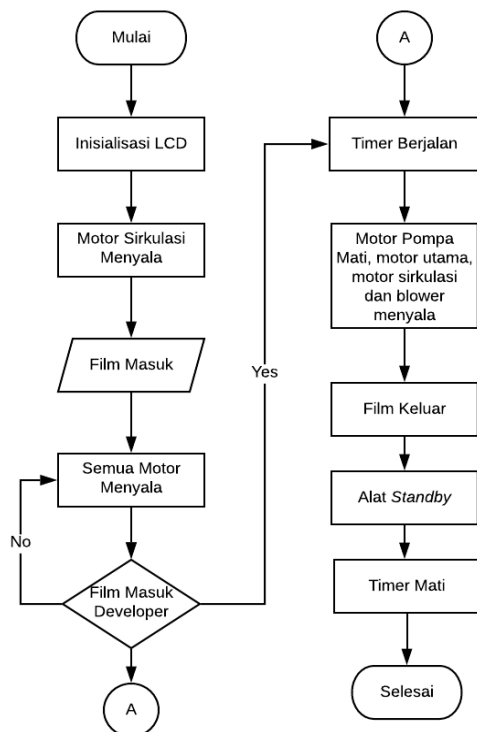 Mulai
Inisialisasi LCD
Motor Sirkulasi
Menyala
Film Masuk
Semua Motor
Menyala
No
Film Masuk
Developer
Yes
A
A
Timer Berjalan
Motor Pompa
Mati, motor utama,
motor sirkulasi
dan blower
menyala
Film Keluar
Alat Standby
Timer Mati
Selesai